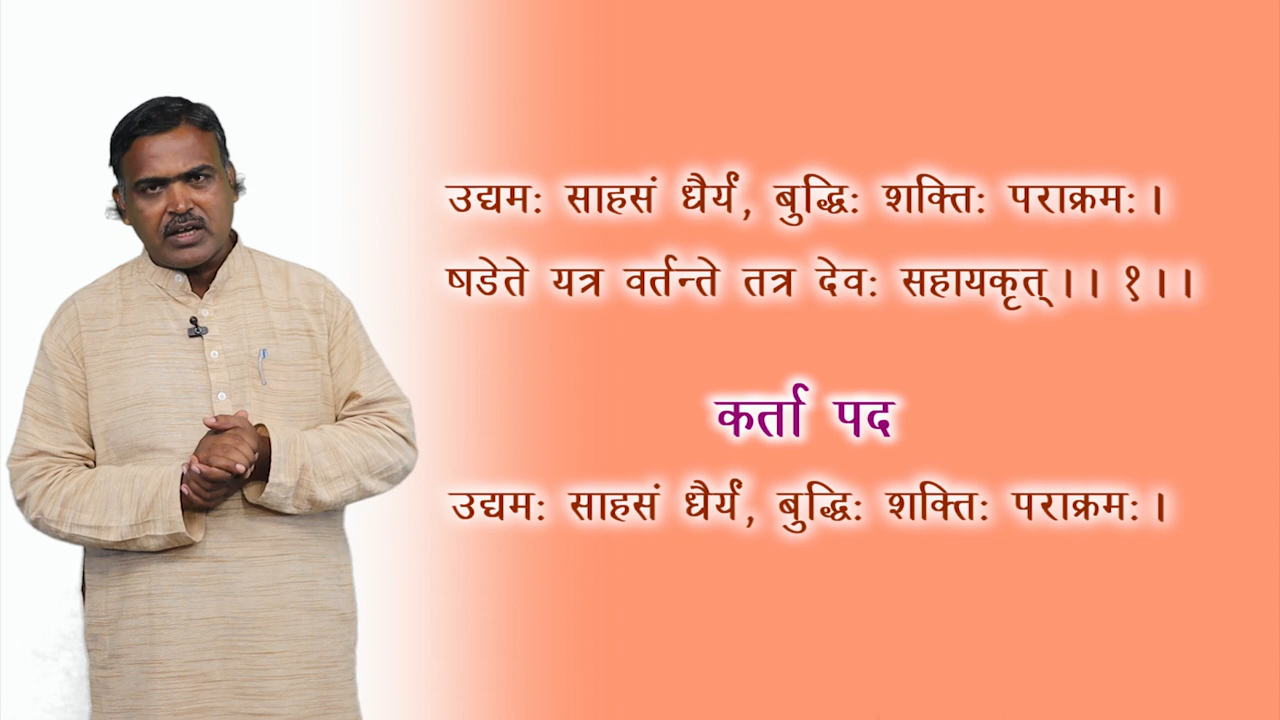 उद्यमः साहसं धैर्यं, बुद्धिः शक्तिः पराक्रमः ।
षडेते यत्र वर्तन्ते तत्र देवः सहायकृत् ।। १ ।।
कर्ता पद
उद्यमः साहसं धैर्यं, बुद्धिः शक्तिः पराक्रमः ।